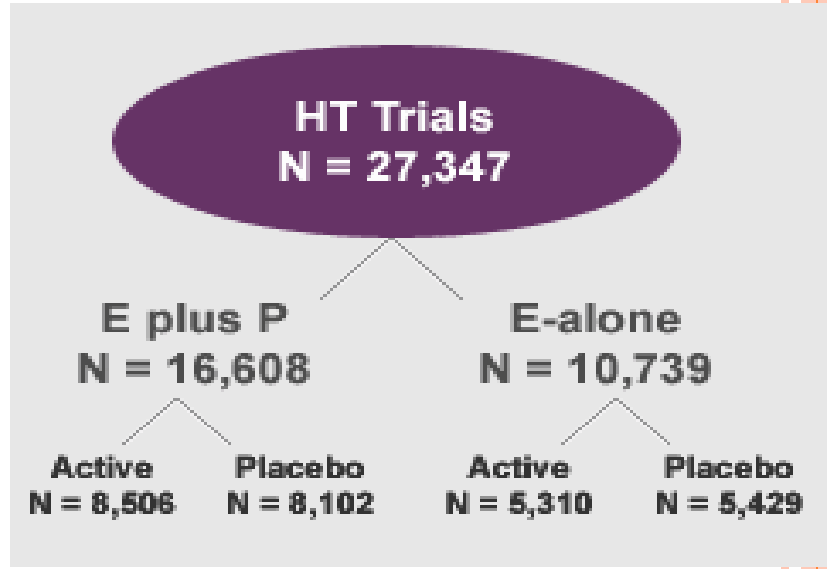 HT Trials
N = 27,347
E plus P
N = 16,608
E-alone
N = 10,739
Active
N = 8,506
Placebo
N = 8,102
Active
N = 5,310
Placebo
N = 5,429